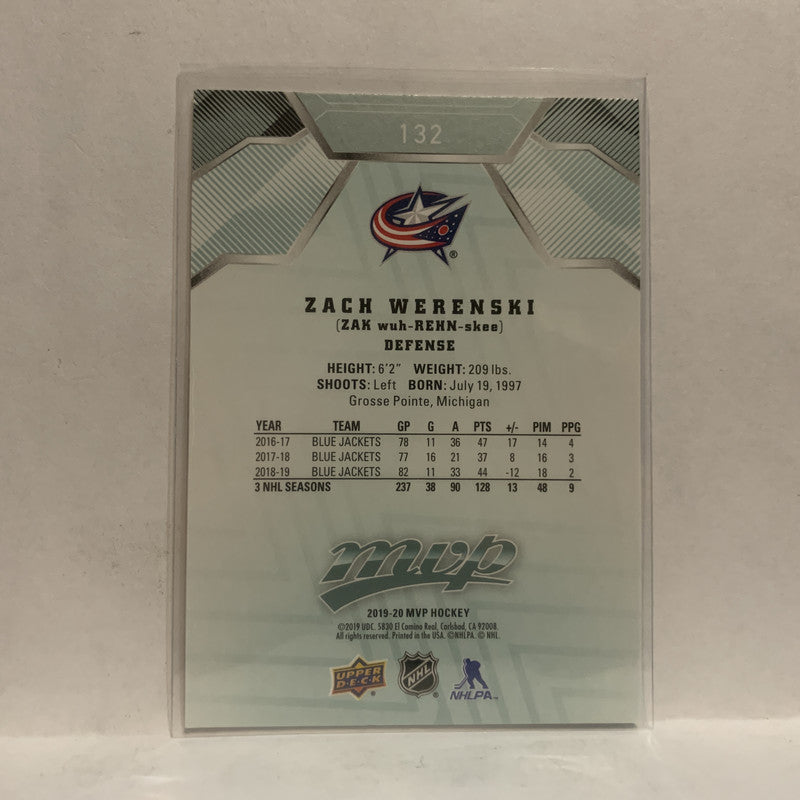 132
®
ZACH WERENSKI
(ZAK wuh-REHN-skee)
DEFENSE
HEIGHT: 6'2" WEIGHT: 209 lbs.
SHOOTS: Left BORN: July 19, 1997
Grosse Pointe, Michigan
YEAR TEAM GP G A PTS +/- PIM PPG
2016-17 BLUE JACKETS 78 11 36 47 17 14 4
2017-18 BLUE JACKETS 77 16 21 37 8 16 3
2018-19 BLUE JACKETS 82 11 33 44 -12 18 2
3 NHL SEASONS 237 38 90 128 13 48 9
mvp
2019-20 MVP HOCKEY
©2019 UDC. 5830 El Camino Real, Carlsbad, CA 92008.
All rights reserved. Printed in the USA. ©NHLPA. © NHL.
UPPER DECK® NHL® NHLPA™